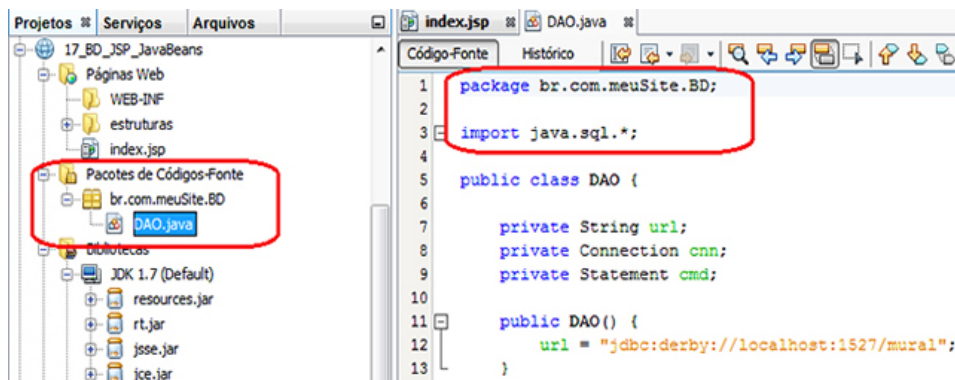 Projetos Serviços Arquivos
17_BD_JSP_JavaBeans
Páginas Web
WEB-INF
estruturas
index.jsp
Pacotes de Códigos-Fonte
br.com.meuSite.BD
DAO.java
Bibliotecas
JDK 1.7 (Default)
resources.jar
rt.jar
jsse.jar
jce.jar
index.jsp DAO.java
Código-Fonte Histórico
1 package br.com.meuSite.BD;
2
3 import java.sql.*;
4
5 public class DAO {
6
7 private String url;
8 private Connection cnn;
9 private Statement cmd;
10
11 public DAO() {
12 url = "jdbc:derby://localhost:1527/mural";
13 }